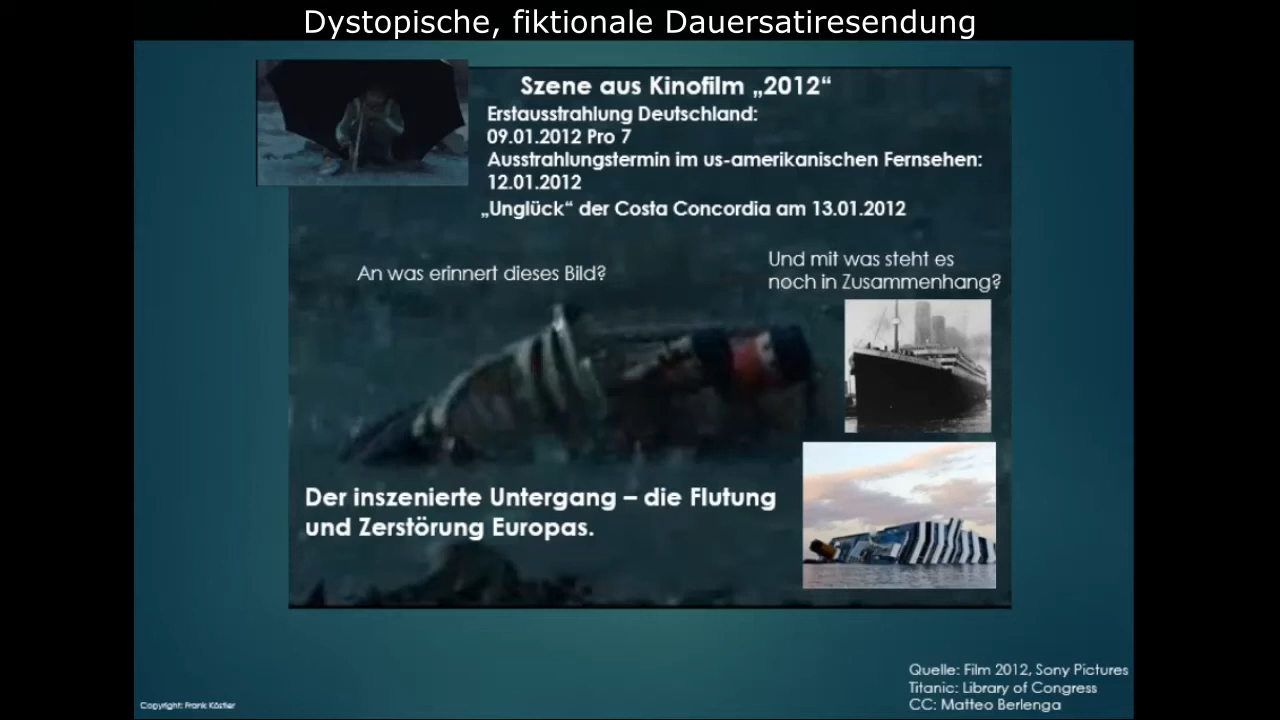 Dystopische, fiktionale Dauersatiresendung
Szene aus Kinofilm „2012“
Erstausstrahlung Deutschland:
09.01.2012 Pro 7
Ausstrahlungstermin im us-amerikanischen Fernsehen:
12.01.2012
„Unglück“ der Costa Concordia am 13.01.2012
An was erinnert dieses Bild?
Und mit was steht es
noch in Zusammenhang?
Der inszenierte Untergang – die Flutung
und Zerstörung Europas.
Quelle: Film 2012, Sony Pictures
Titanic: Library of Congress
CC: Matteo Berlenga
Copyright: Frank Köstler